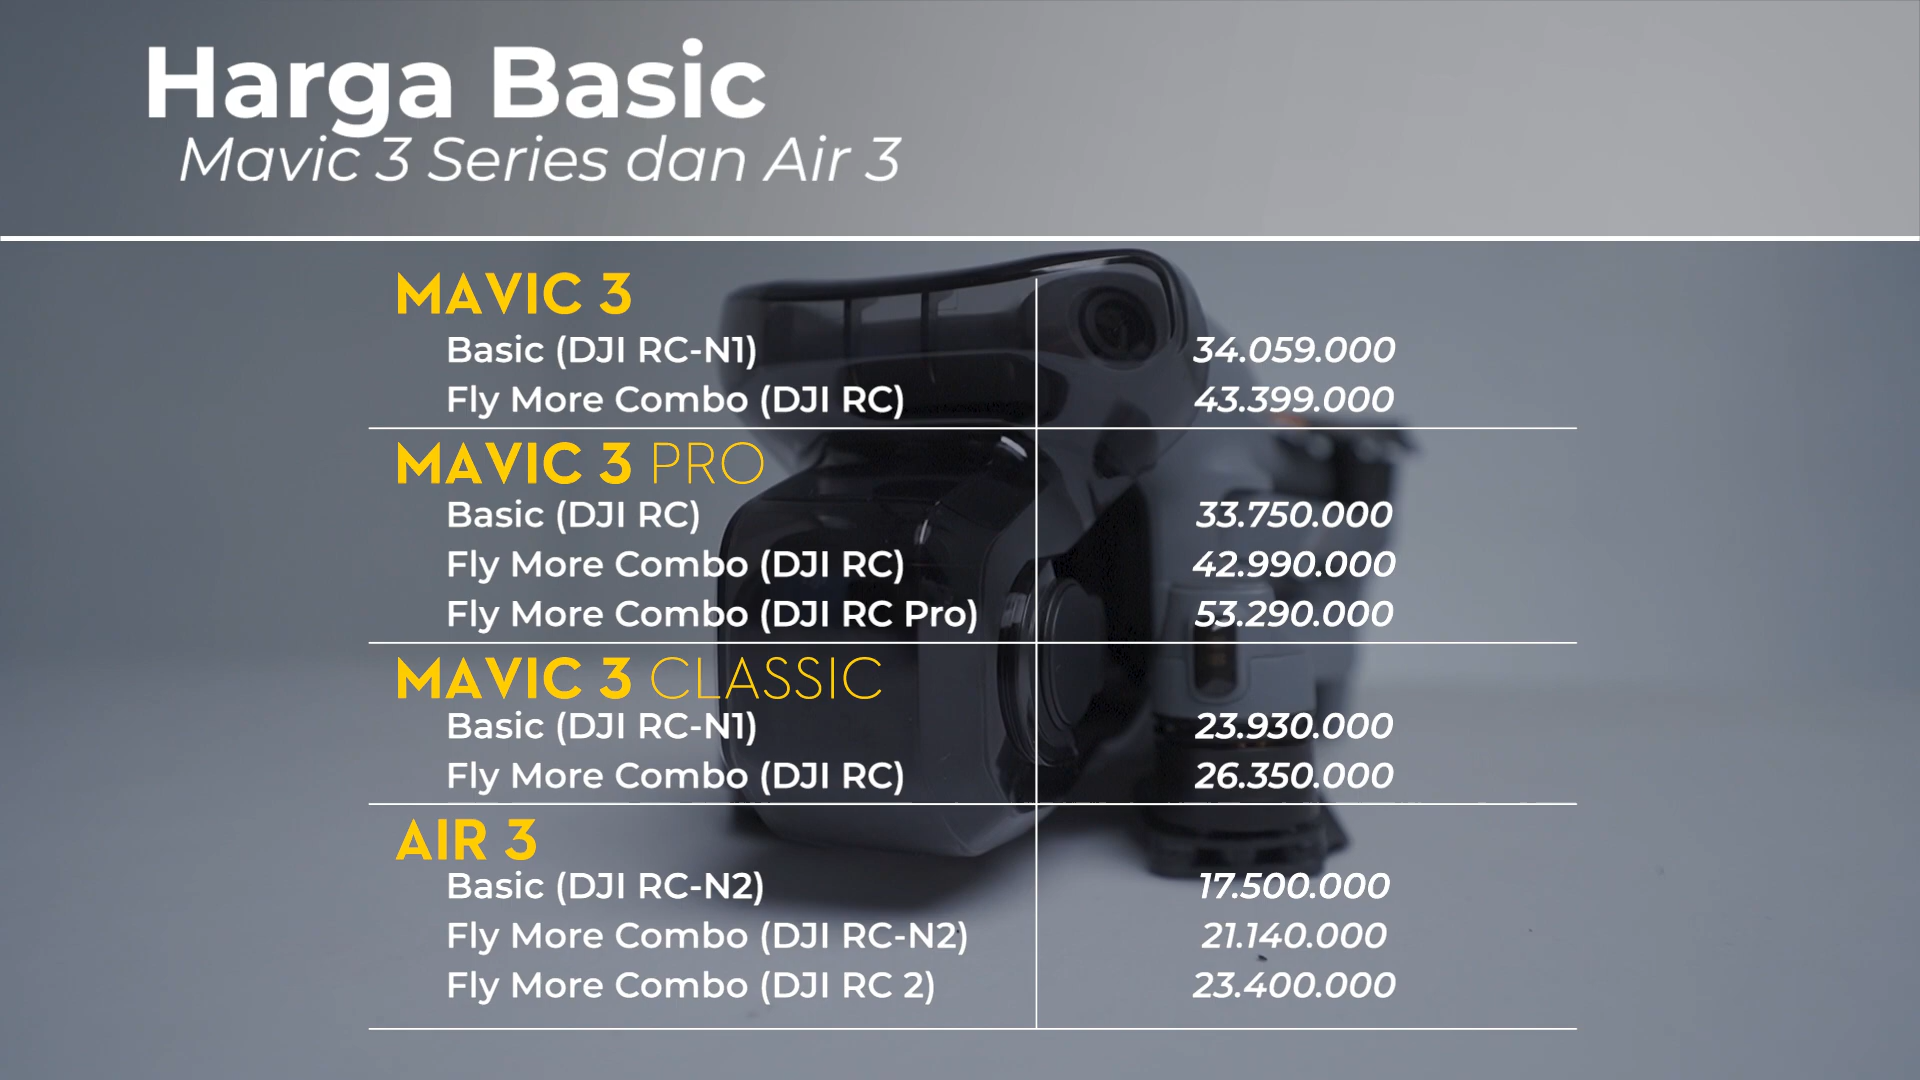 Harga Basic
Mavic 3 Series dan Air 3
MAVIC 3
Basic (DJI RC-N1) 34.059.000
Fly More Combo (DJI RC) 43.399.000
MAVIC 3 PRO
Basic (DJI RC) 33.750.000
Fly More Combo (DJI RC) 42.990.000
Fly More Combo (DJI RC Pro) 53.290.000
MAVIC 3 CLASSIC
Basic (DJI RC-N1) 23.930.000
Fly More Combo (DJI RC) 26.350.000
AIR 3
Basic (DJI RC-N2) 17.500.000
Fly More Combo (DJI RC-N2) 21.140.000
Fly More Combo (DJI RC 2) 23.400.000